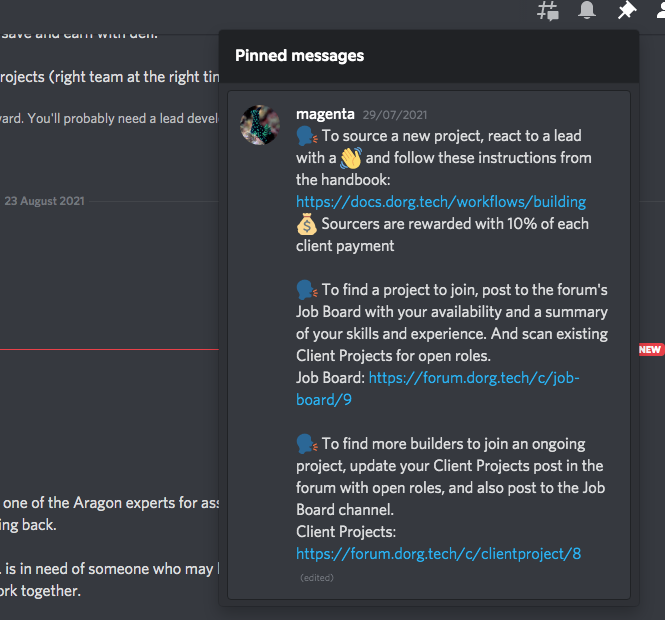 save and earn with defi.
rojects (right team at the right tin
ard. You'll probably need a lead devel
23 August 2021
one of the Aragon experts for ass
ing back.
. is in need of someone who may
ork together.
Pinned messages
magenta 29/07/2021
🗣️ To source a new project, react to a lead
with a 👋 and follow these instructions from
the handbook:
https://docs.dorg.tech/workflows/building
💰 Sourcers are rewarded with 10% of each
client payment
🗣️ To find a project to join, post to the forum's
Job Board with your availability and a summary
of your skills and experience. And scan existing
Client Projects for open roles.
Job Board: https://forum.dorg.tech/c/job-
board/9
🗣️ To find more builders to join an ongoing
project, update your Client Projects post in the
forum with open roles, and also post to the Job
Board channel.
Client Projects:
https://forum.dorg.tech/c/clientproject/8
(edited)
NEW